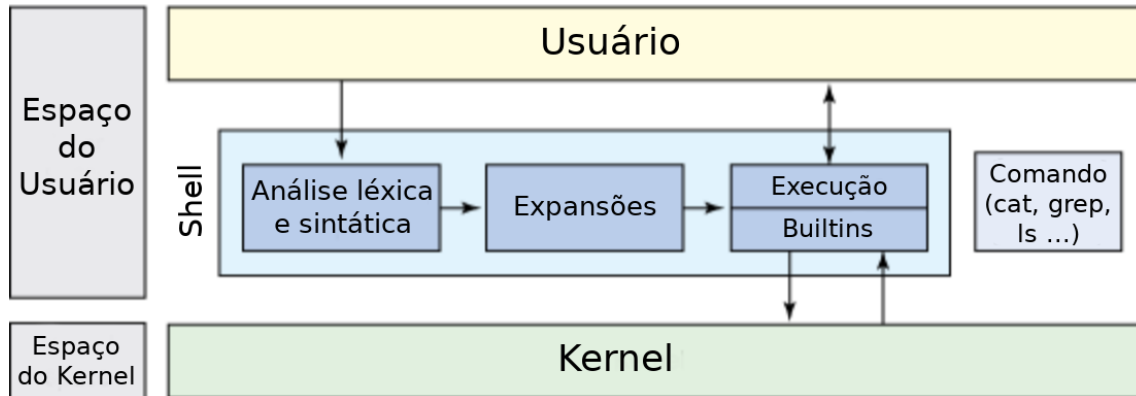 Usuário
Espaço
do
Usuário
Shell
Análise léxica
e sintática
Expansões
Execução
Builtins
Comando
(cat, grep,
ls ...)
Espaço
do Kernel
Kernel